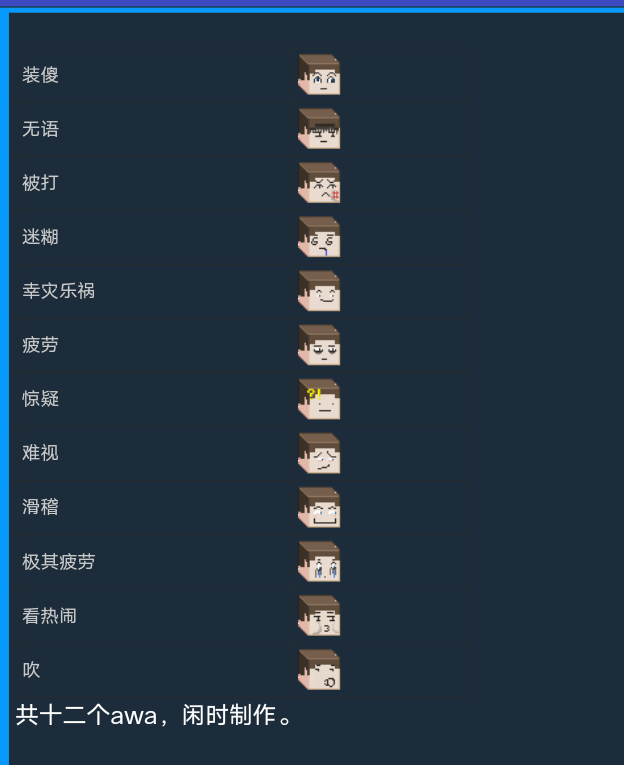 装傻
无语
被打
迷糊
幸灾乐祸
疲劳
惊疑
难视
滑稽
极其疲劳
看热闹
吹
共十二个awa，闲时制作。